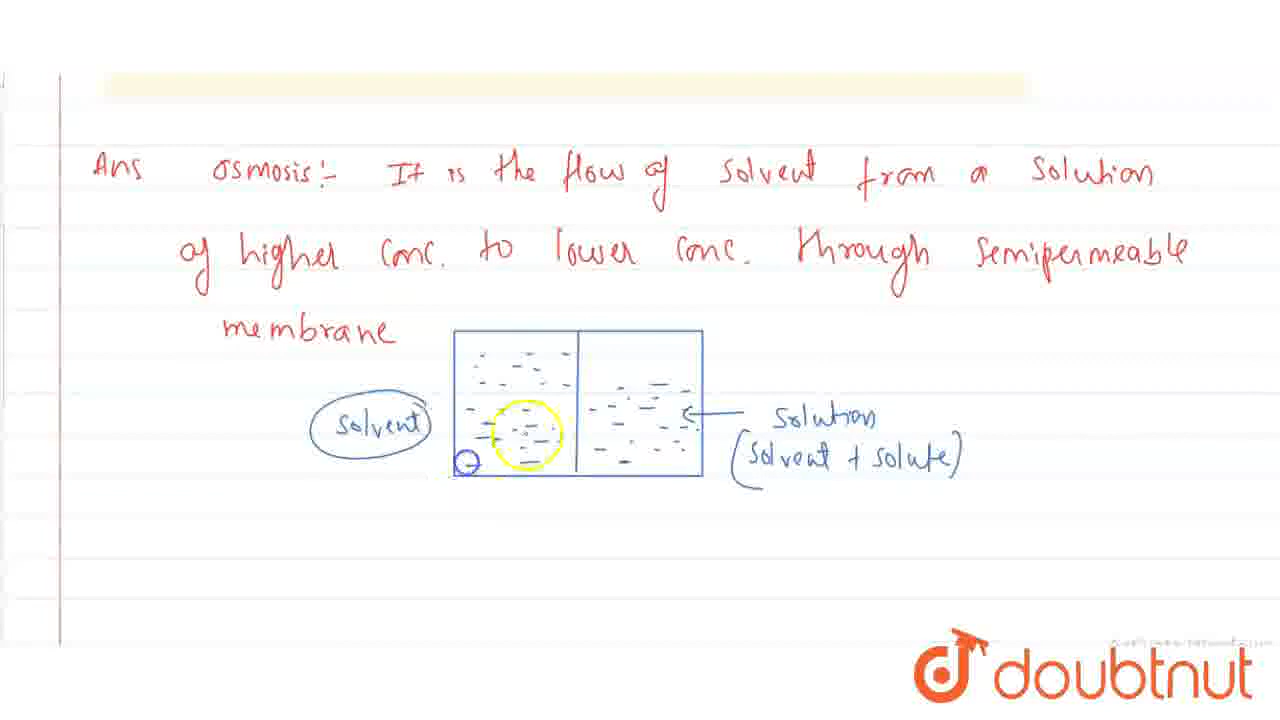 Ans Osmosis:- It is the flow of solvent from a solution
of higher conc. to lower conc. through semipermeable
membrane
solvent
solution
(solvent + solute)
doubtnut